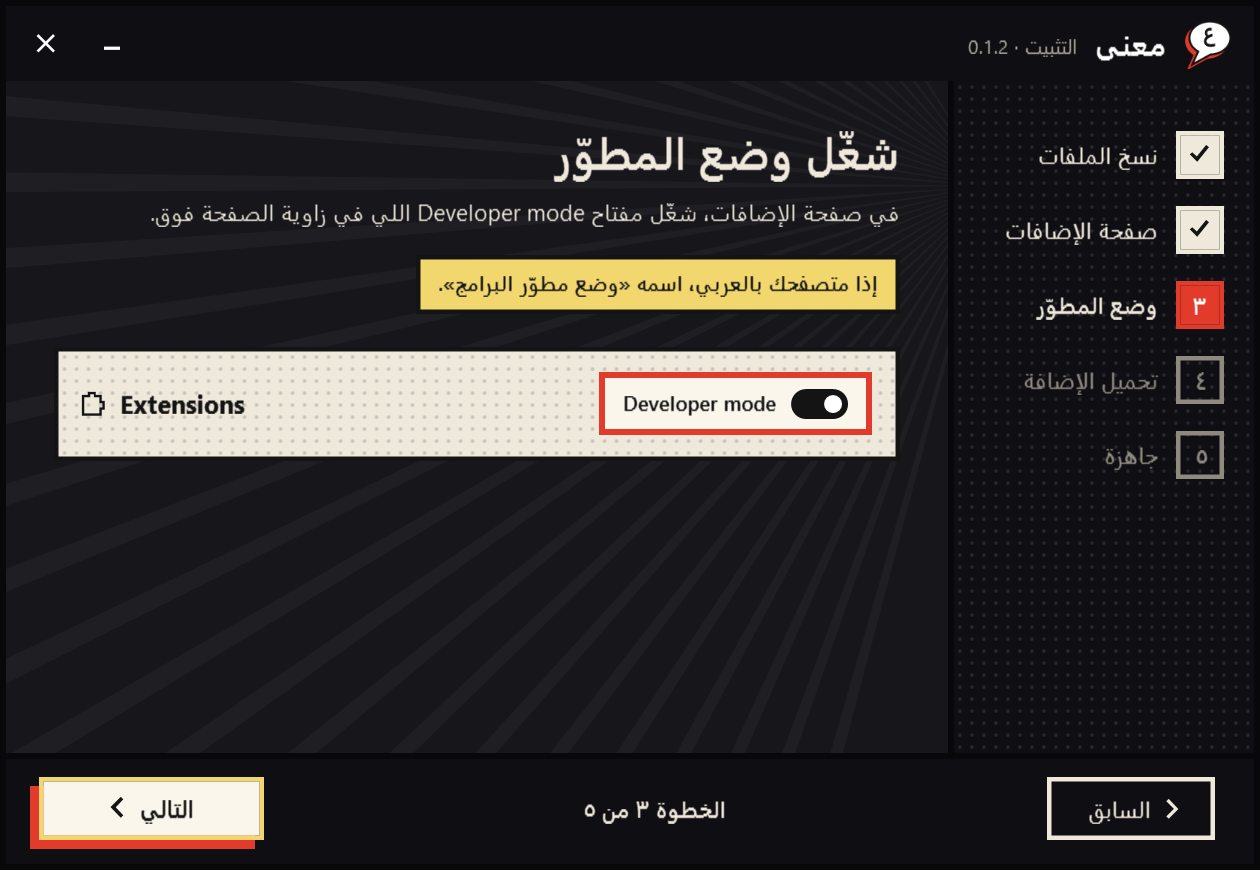 ع
معنى
التثبيت · 0.1.2
نسخ الملفات
صفحة الإضافات
٣ وضع المطوّر
٤ تحميل الإضافة
٥ جاهزة
شغّل وضع المطوّر
في صفحة الإضافات، شغّل مفتاح Developer mode اللي في زاوية الصفحة فوق.
إذا متصفحك بالعربي، اسمه «وضع مطوّر البرامج».
Extensions
Developer mode
السابق
الخطوة ٣ من ٥
التالي